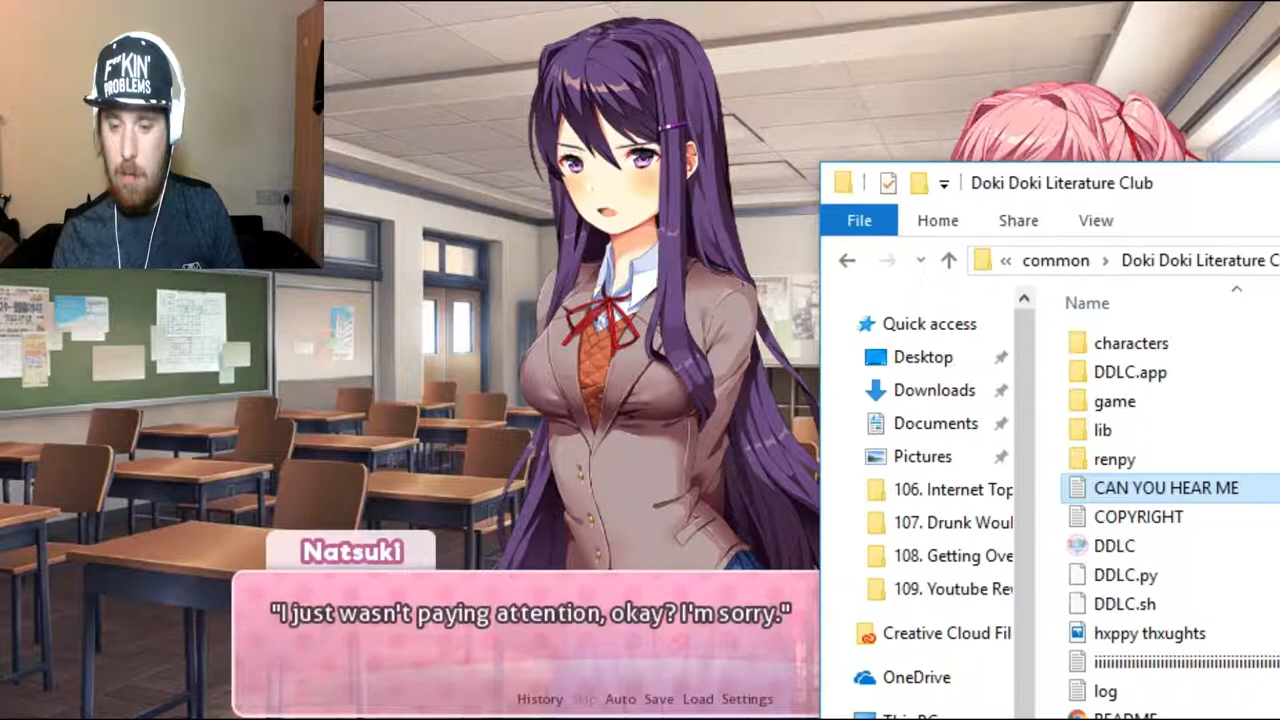 F**KIN'
PROBLEMS
Doki Doki Literature Club
File
Home
Share
View
« common > Doki Doki Literature C
Name
Quick access
Desktop
Downloads
Documents
Pictures
106. Internet Top
107. Drunk Woul
108. Getting Ove
109. Youtube Rev
Creative Cloud Fil
OneDrive
characters
DDLC.app
game
lib
renpy
CAN YOU HEAR ME
COPYRIGHT
DDLC
DDLC.py
DDLC.sh
hxppy thxughts
log
README
Natsuki
"I just wasn't paying attention, okay? I'm sorry."
History Skip Auto Save Load Settings